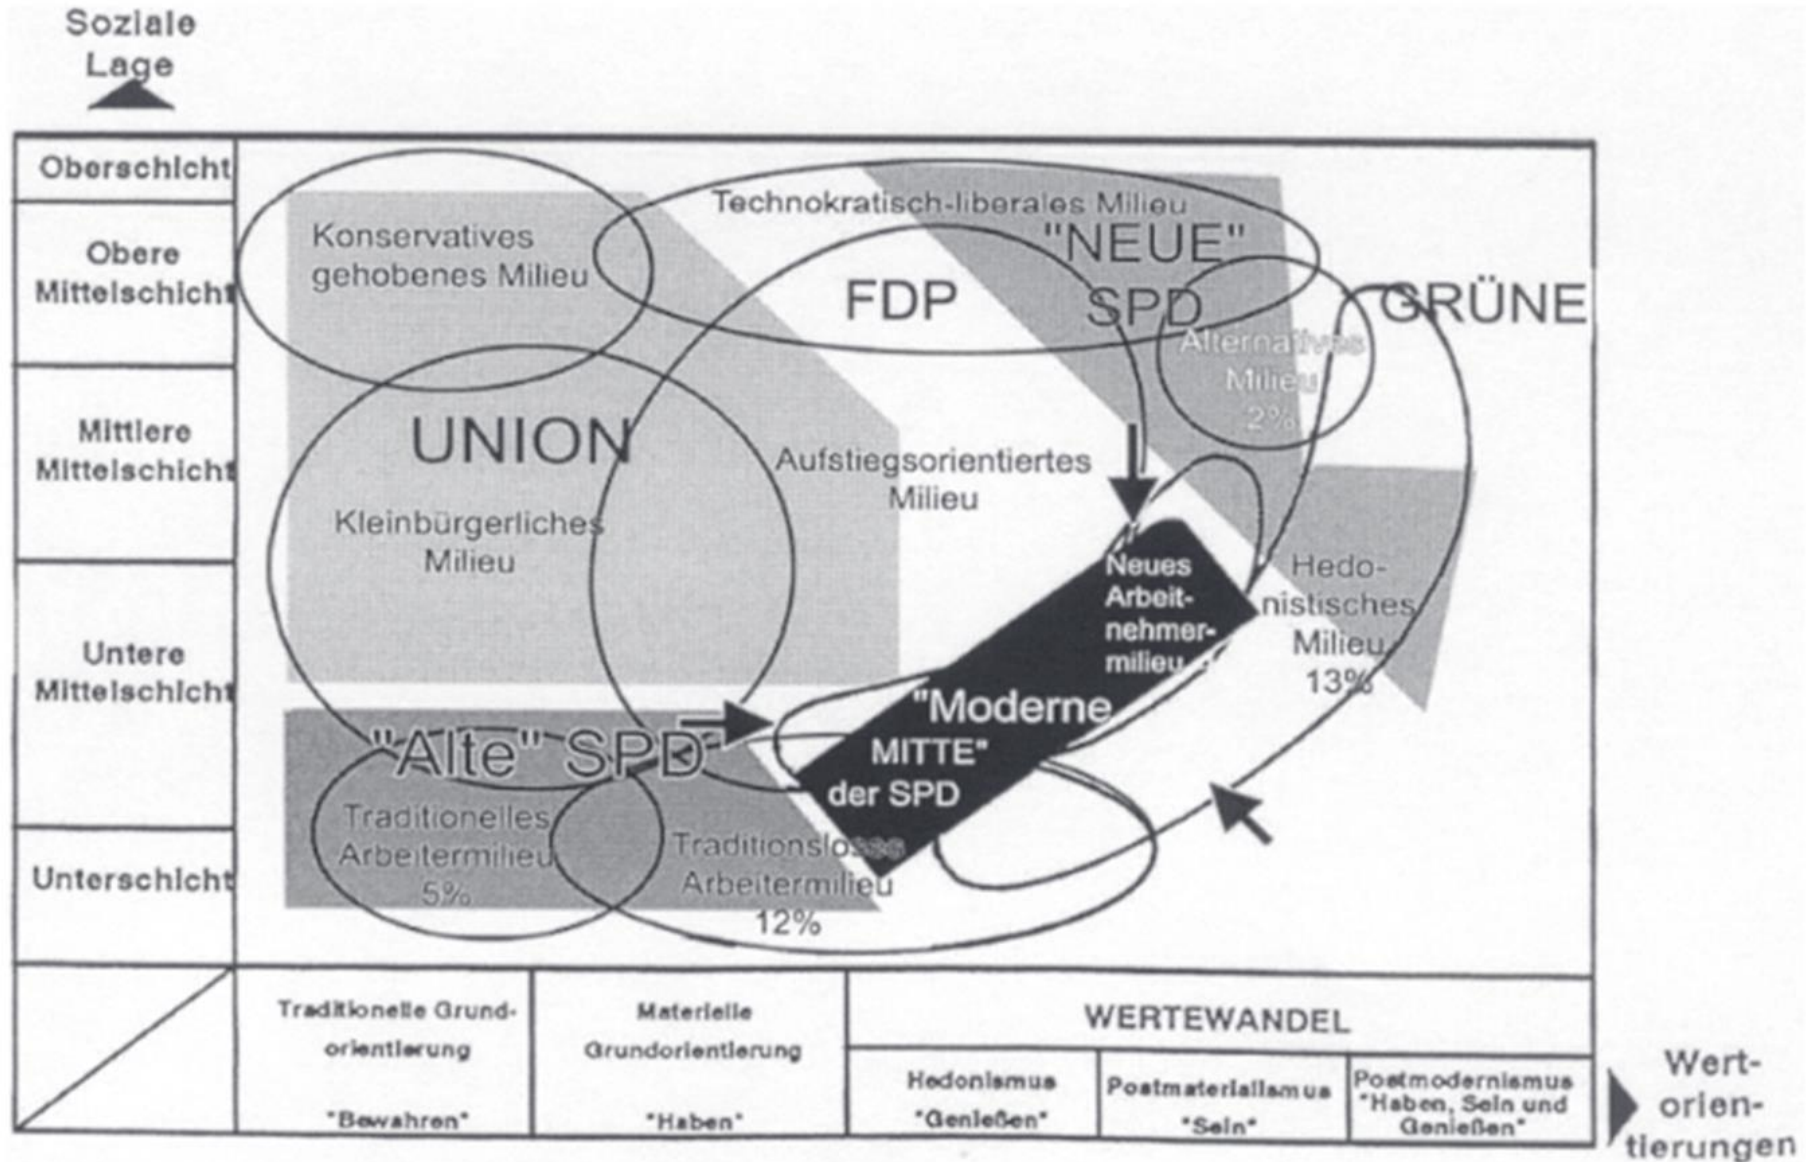 Soziale
Lage
Oberschicht
Obere
Mittelschicht
Mittlere
Mittelschicht
Untere
Mittelschicht
Unterschicht
Konservatives
gehobenes Milieu
Technokratisch-liberales Milieu
"NEUE"
SPD
FDP
GRÜNE
Alternatives
Milieu
2%
UNION
Kleinbürgerliches
Milieu
Aufstiegsorientiertes
Milieu
Neues
Arbeit-
nehmer-
milieu
Hedo-
nistisches
Milieu
13%
"Moderne
MITTE"
der SPD
"Alte" SPD
Traditionelles
Arbeitermilieu
5%
Traditionsloses
Arbeitermilieu
12%
Traditionelle Grund-
orientierung
"Bewahren"
Materielle
Grundorientierung
"Haben"
WERTEWANDEL
Hedonismus
"Genießen"
Postmaterialismus
"Sein"
Postmodernismus
"Haben, Sein und
Genießen"
Wert-
orien-
tierungen